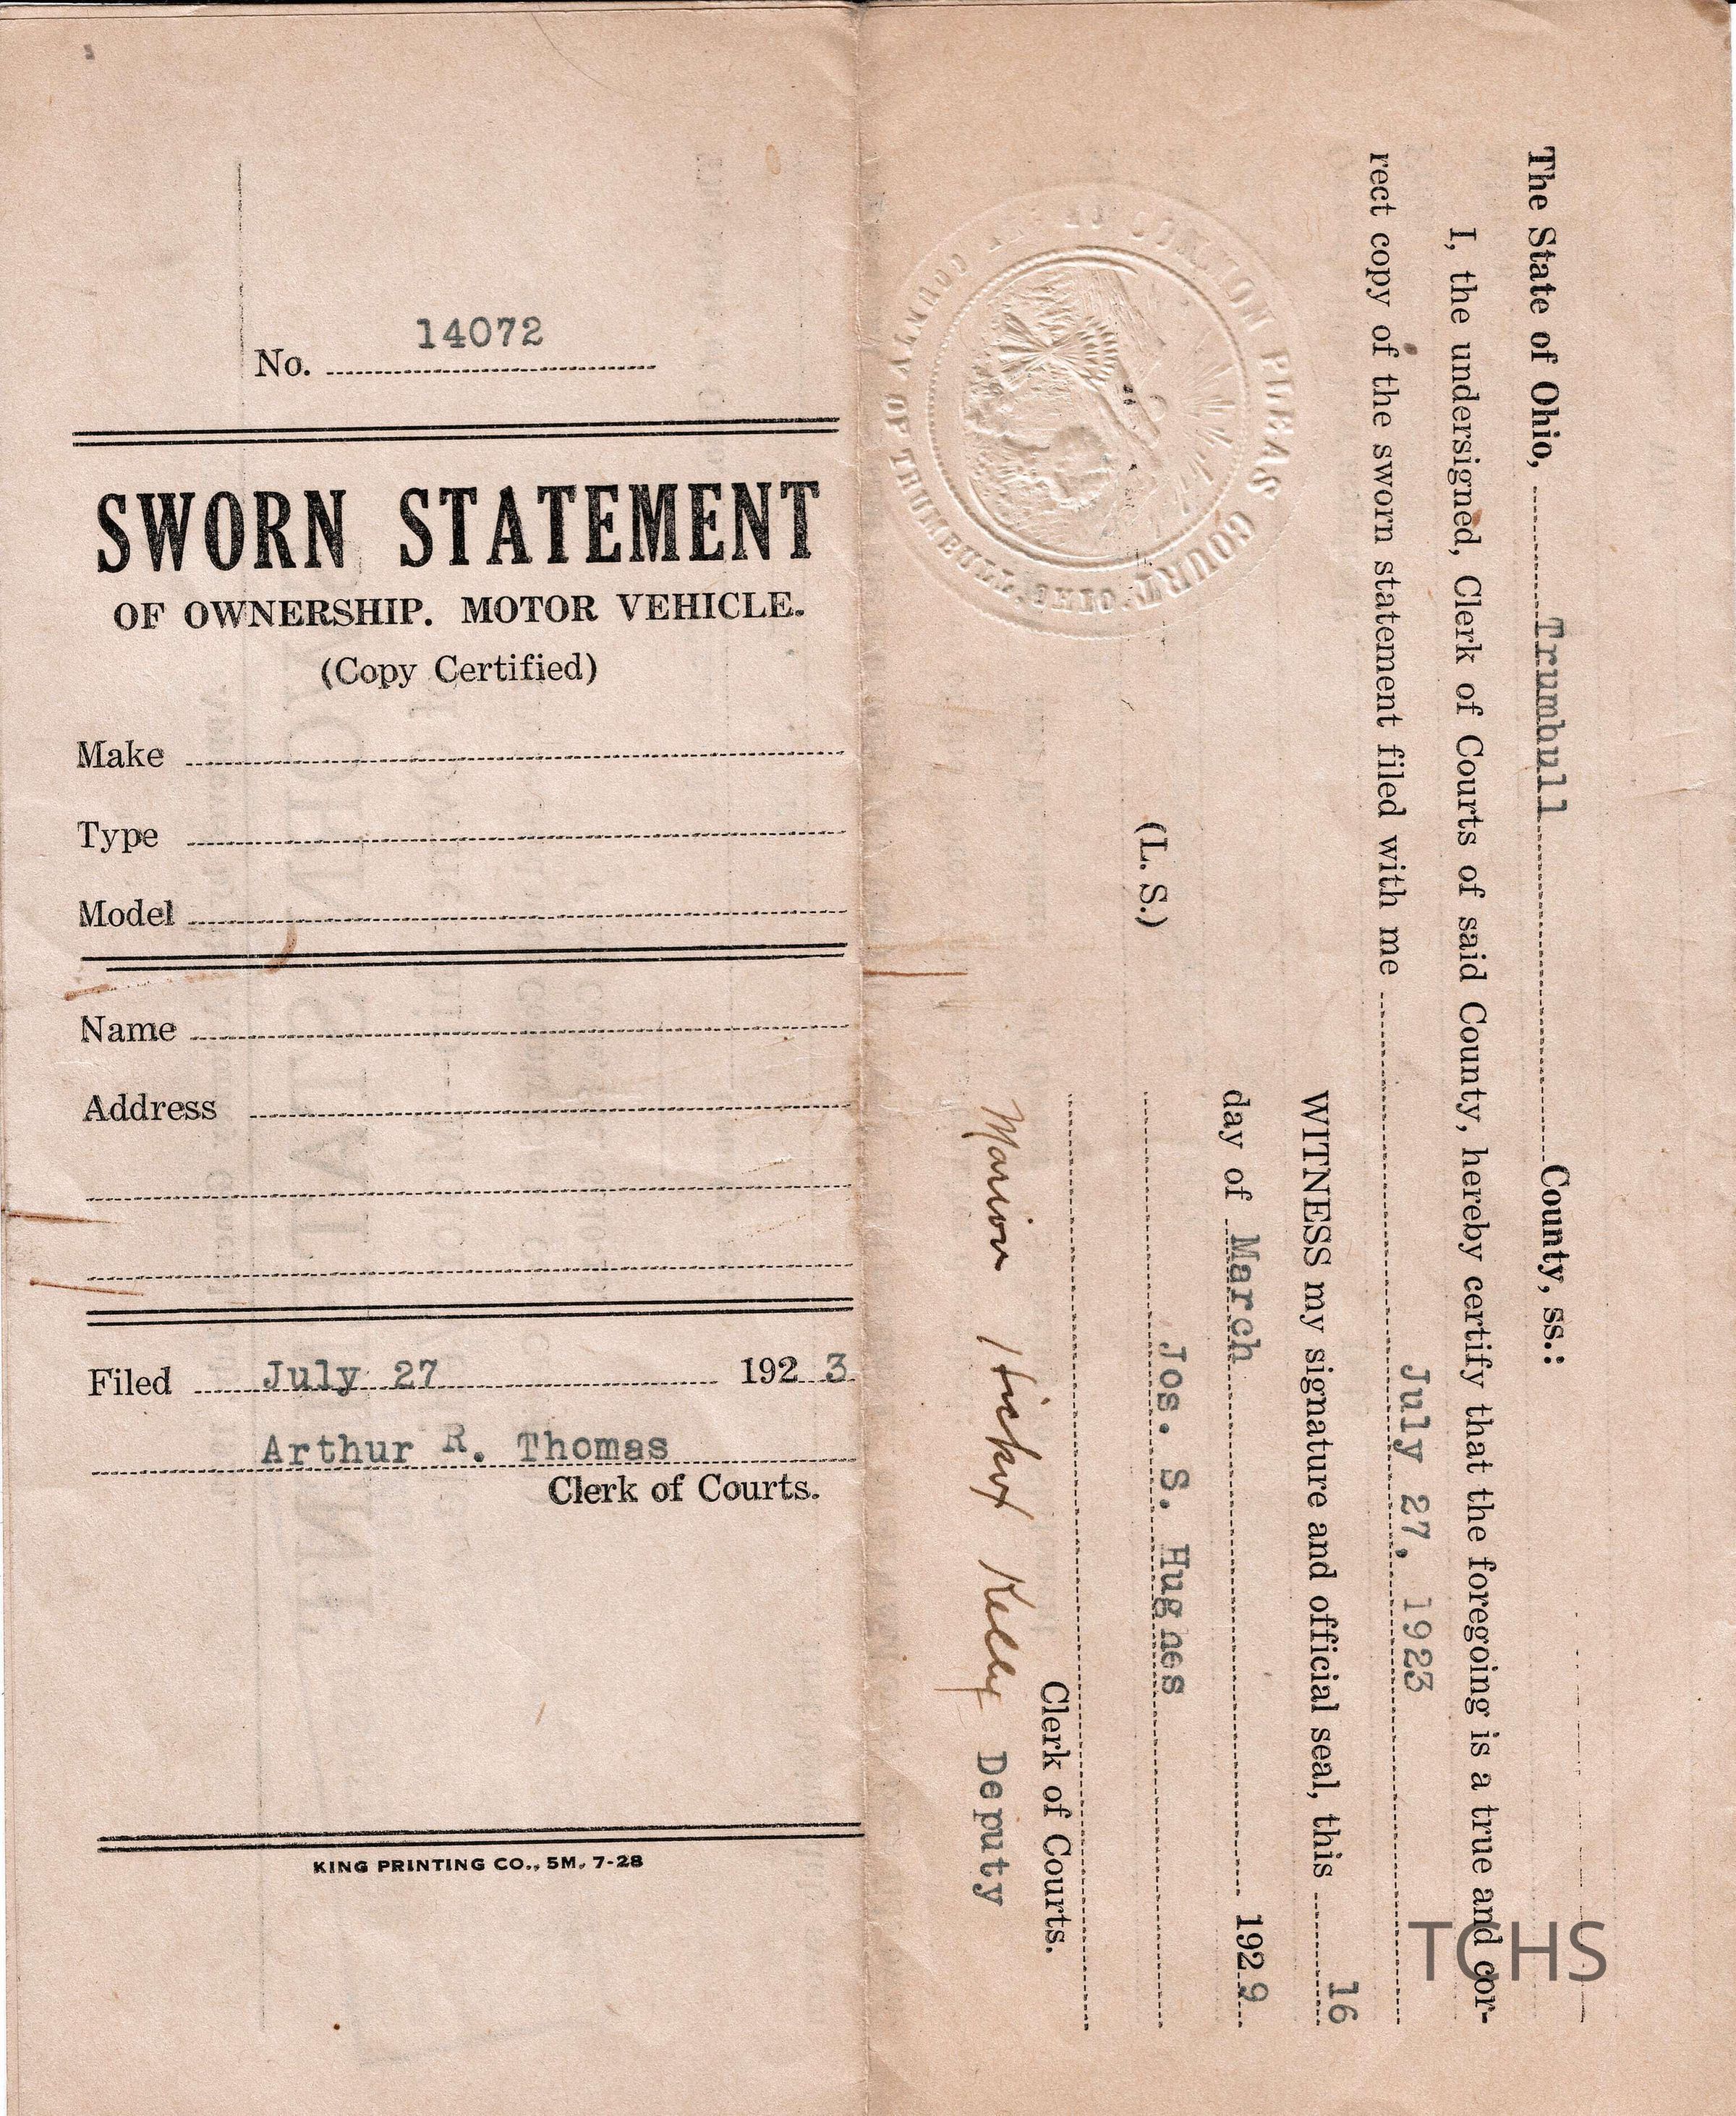 No. 14072
SWORN STATEMENT
OF OWNERSHIP. MOTOR VEHICLE.
(Copy Certified)
Make
Type
Model
Name
Address
Filed July 27 192 3
Arthur R. Thomas
Clerk of Courts.
KING PRINTING CO., 5M, 7-28
The State of Ohio, Trumbull County, ss.:
I, the undersigned, Clerk of Courts of said County, hereby certify that the foregoing is a true and cor-
rect copy of the sworn statement filed with me July 27, 1923
WITNESS my signature and official seal, this 16
day of March 192 9
(L. S.)
Jos. S. Hughes
Clerk of Courts.
Marion Kelly Deputy
COMMON PLEAS COURT
COUNTY OF TRUMBULL, OHIO.
TCHS